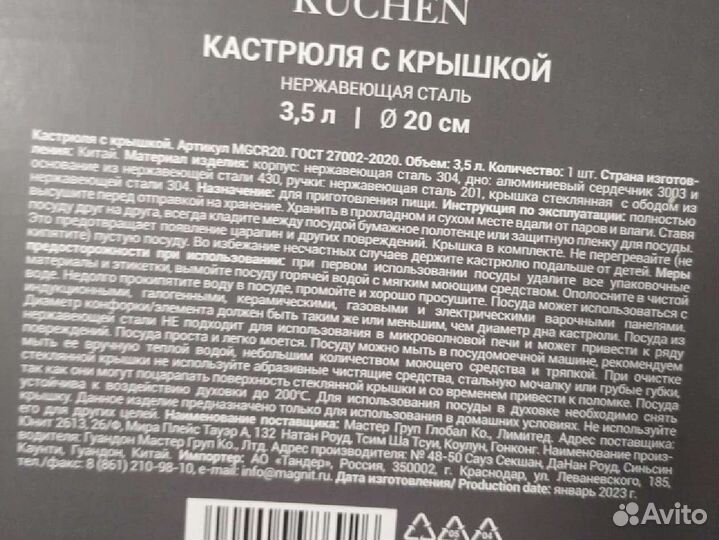 KUCHEN
КАСТРЮЛЯ С КРЫШКОЙ
НЕРЖАВЕЮЩАЯ СТАЛЬ
3,5 л | Ø 20 см
Кастрюля с крышкой. Артикул MGCR20. ГОСТ 27002-2020. Объем: 3,5 л. Количество: 1 шт. Страна изготов-
ления: Китай. Материал изделия: корпус: нержавеющая сталь 304, дно: алюминиевый сердечник 3003 и
основание из нержавеющей стали 430, ручки: нержавеющая сталь 201, крышка стеклянная с ободом из
нержавеющей стали 304. Назначение: для приготовления пищи. Инструкция по эксплуатации: полностью
высушите перед отправкой на хранение. Хранить в прохладном и сухом месте вдали от паров и влаги. Ставя
посуду друг на друга, всегда кладите между посудой бумажное полотенце или защитную пленку для посуды.
Это предотвращает появление царапин и других повреждений. Крышка в комплекте. Не перегревайте (не
кипятите) пустую посуду. Во избежание несчастных случаев держите кастрюлю подальше от детей. Меры
предосторожности при использовании: при первом использовании посуды удалите все упаковочные
материалы и этикетки, вымойте посуду горячей водой с мягким моющим средством. Ополосните в чистой
воде. Недолго прокипятите воду в посуде, промойте и хорошо просушите. Посуда может использоваться с
индукционными, галогенными, керамическими, газовыми и электрическими варочными панелями.
Диаметр конфорки/элемента должен быть таким же или меньшим, чем диаметр дна кастрюли. Посуда из
нержавеющей стали НЕ подходит для использования в микроволновой печи и может привести к ряду
повреждений. Посуда проста и легко моется. Посуду можно мыть в посудомоечной машине, рекомендуем
мыть ее вручную теплой водой, небольшим количеством моющего средства и тряпкой. При очистке
стеклянной крышки не используйте абразивные чистящие средства, стальную мочалку или грубые губки,
так как они могут поцарапать поверхность стеклянной крышки и со временем привести к поломке. Посуда
устойчива к воздействию духовки до 200°С. Для использования посуды в духовке необходимо снять
крышку. Данное изделие предназначено только для использования в домашних условиях. Не используйте
его для других целей. Наименование поставщика: Мастер Груп Глобал Ко., Лимитед. Адрес поставщика:
Юнит 2613, 26/Ф, Мира Плейс Тауэр А, 132 Натан Роуд, Тсим Ша Тсуи, Коулун, Гонконг. Наименование произ-
водителя: Гуандон Мастер Груп Ко., Лтд. Адрес производителя: № 48-50 Сауз Секшан, ДаНан Роуд, Синьсин
Каунти, Гуандон, Китай. Импортер: АО «Тандер», Россия, 350002, г. Краснодар, ул. Леваневского, 185,
тел./факс: 8 (861) 210-98-10, e-mail: info@magnit.ru. Дата изготовления/ Production date: январь 2023 г.
05 04
Avito